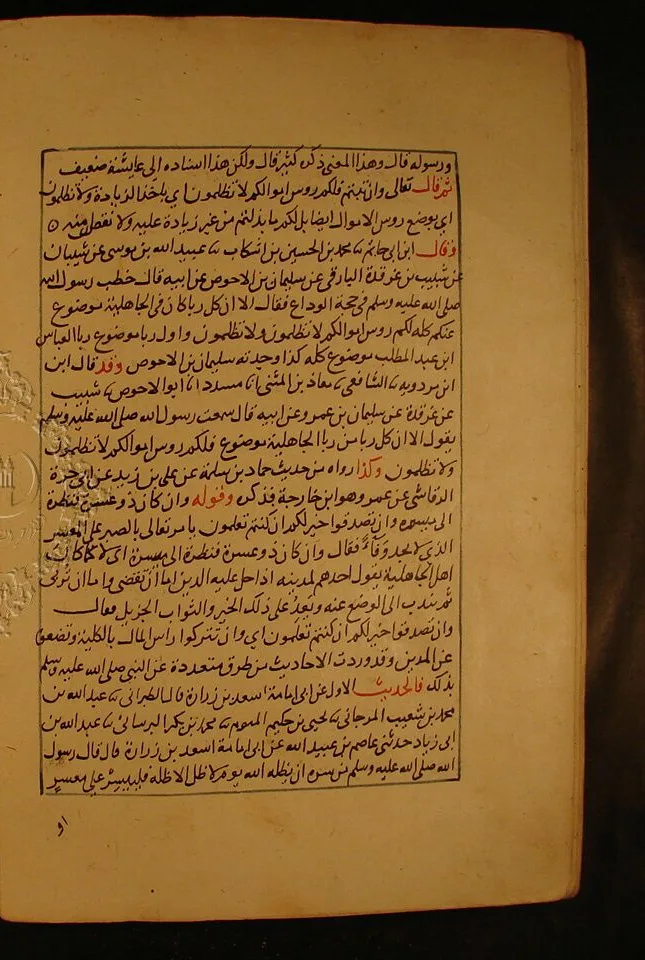 ورسوله قال وهذا المعنى ذكره كثير قال ولكن هذا اسناده الى عايشة ضعيف
ثم قال تعالى وان تبتم فلكم روس اموالكم لا تظلمون اي باخذ الزيادة ولا تظلمون
اي بوضع روس الاموال ايضا بل لكم ما بذلتم من غير زيادة عليه ولا نقص منه ٥
وقال ابن ابي حاتم ثنا محمد بن الحسين بن اشكاب ثنا عبيد الله بن موسى عن شيبان
عن شبيب بن غرقدة البارقي عن سليمان بن الاحوص عن ابيه قال خطب رسول الله
صلى الله عليه وسلم في حجة الوداع فقال الا ان كل ربا كان في الجاهلية موضوع
عنكم كله لكم روس اموالكم لا تظلمون ولا تظلمون واول ربا موضوع ربا العباس
ابن عبد المطلب موضوع كله كذا وجدته سليمان بن الاحوص وقد قال ابن
ابن مردويه ثنا الشافعي ثنا معاذ بن المثنى انا مسدد انا ابو الاحوص ثنا شبيب
عن غرقدة عن سليمان بن عمرو عن ابيه قال سمعت رسول الله صلى الله عليه وسلم
يقول الا ان كل ربا من ربا الجاهلية موضوع فلكم روس اموالكم لا تظلمون
ولا تظلمون وكذا رواه من حديث حماد بن سلمة عن علي بن زيد عن ابي حرة
الرقاشي عن عمرو هو ابن خارجة فذكره وقوله وان كان ذو عسرة فنظرة
الى ميسرة وان تصدقوا خير لكم ان كنتم تعلمون يامر تعالى بالصبر على المعسر
الذي لا يجد وفاء فقال وان كان ذو عسرة فنظرة الى ميسرة اي لا كما كان
اهل الجاهلية يقول احدهم لمدينه اذا حل عليه الدين اما ان تقضي واما ان تربي
ثم يندب الى الوضع عنه ويعد على ذلك الخير والثواب الجزيل فقال
وان تصدقوا خير لكم ان كنتم تعلمون اي وان تتركوا راس المال بالكلية وتضعوه
عن المدين وقد وردت الاحاديث من طرق متعددة عن النبي صلى الله عليه وسلم
بذلك فالحديث الاول عن ابي امامة اسعد بن زرارة قال الطبراني ثنا عبد الله بن
محمد بن شعيب المرجاني ثنا يحيى بن حكيم المقوم ثنا محمد بن بكر البرساني ثنا عبد الله بن
ابي زياد حدثني عاصم بن عبيد الله عن ابي امامة اسعد بن زرارة قال قال رسول
الله صلى الله عليه وسلم من سره ان يظله الله يوم لا ظل الا ظله فلييسر على معسر
او